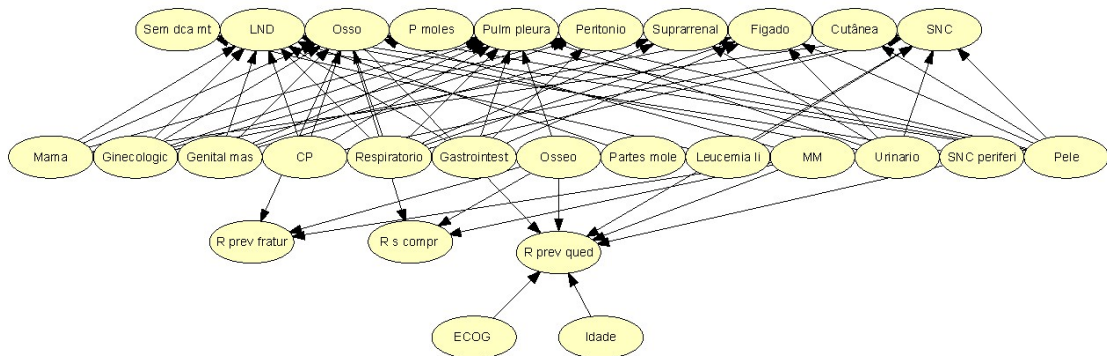 Sem dca mt
LND
Osso
P moles
Pulm pleura
Peritonio
Suprarrenal
Figado
Cutânea
SNC
Mama
Ginecologic
Genital mas
CP
Respiratorio
Gastrointest
Osseo
Partes mole
Leucemia li
MM
Urinario
SNC periferi
Pele
R prev fratur
R s compr
R prev qued
ECOG
Idade